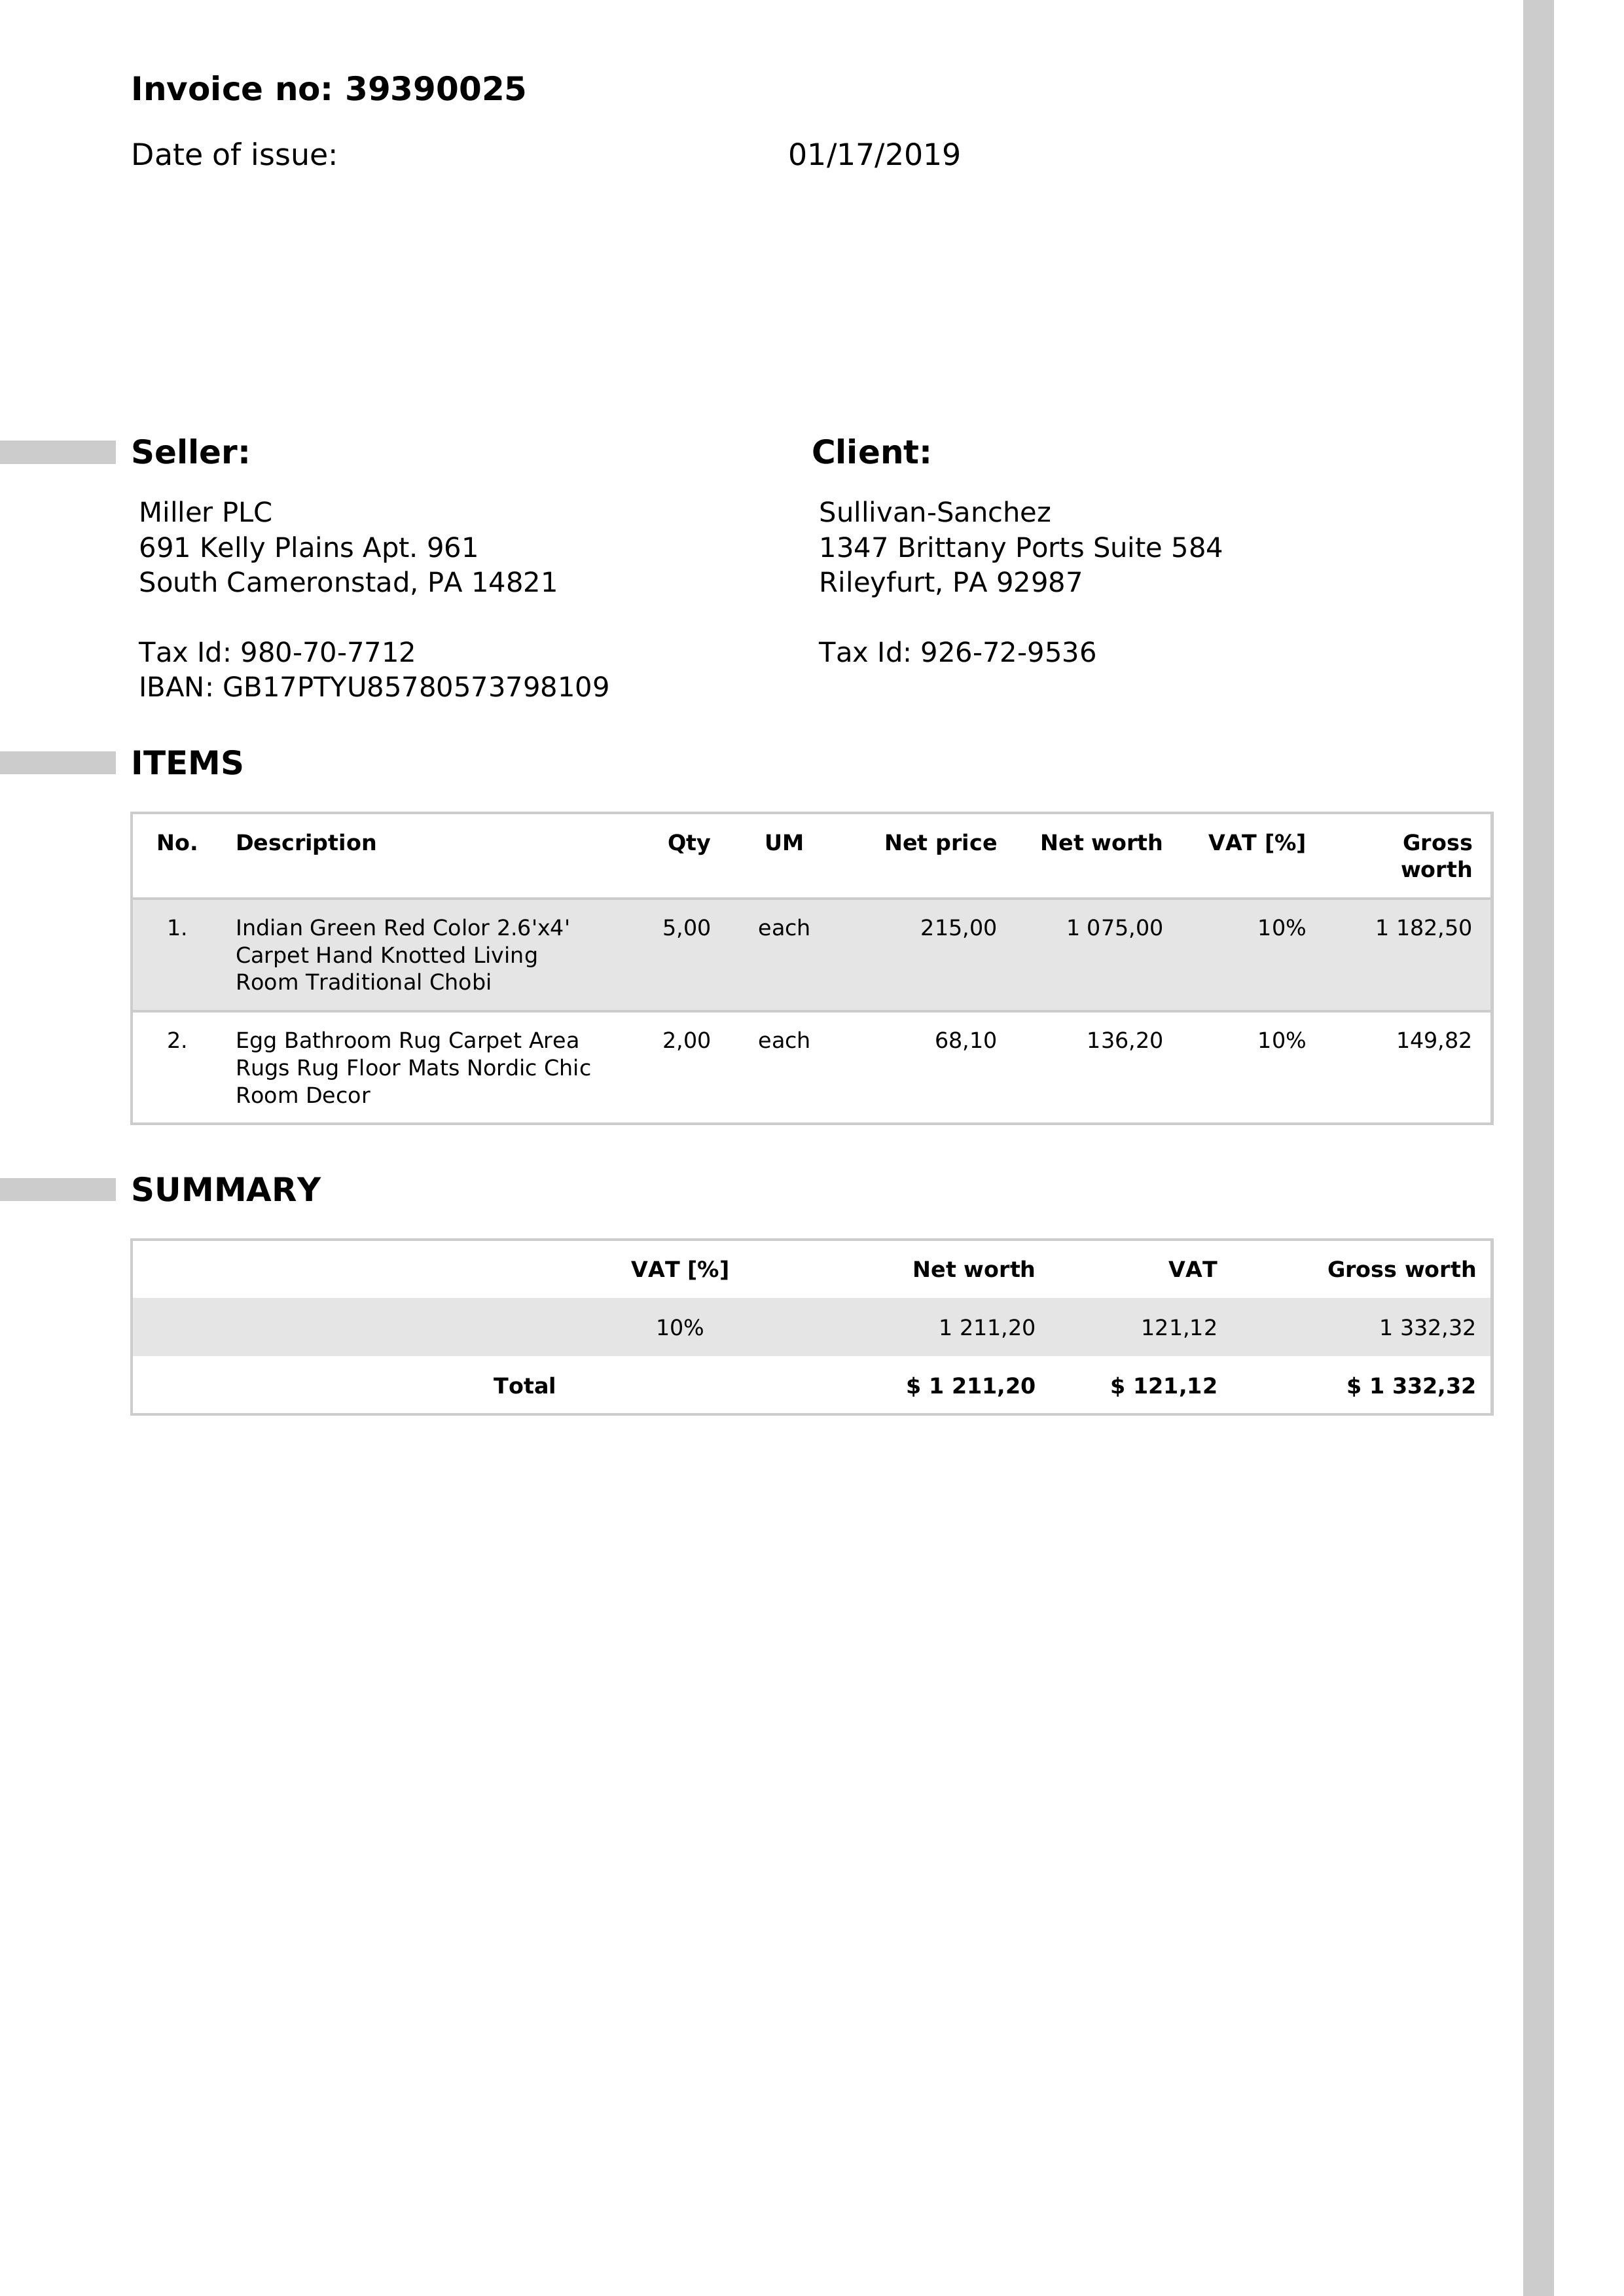 Invoice no: 39390025
Date of issue: 01/17/2019
Seller:
Miller PLC
691 Kelly Plains Apt. 961
South Cameronstad, PA 14821
Tax Id: 980-70-7712
IBAN: GB17PTYU85780573798109
Client:
Sullivan-Sanchez
1347 Brittany Ports Suite 584
Rileyfurt, PA 92987
Tax Id: 926-72-9536
ITEMS
No. Description Qty UM Net price Net worth VAT [%] Gross
worth
1. Indian Green Red Color 2.6'x4' 5,00 each 215,00 1 075,00 10% 1 182,50
Carpet Hand Knotted Living
Room Traditional Chobi
2. Egg Bathroom Rug Carpet Area 2,00 each 68,10 136,20 10% 149,82
Rugs Rug Floor Mats Nordic Chic
Room Decor
SUMMARY
VAT [%] Net worth VAT Gross worth
10% 1 211,20 121,12 1 332,32
Total $ 1 211,20 $ 121,12 $ 1 332,32